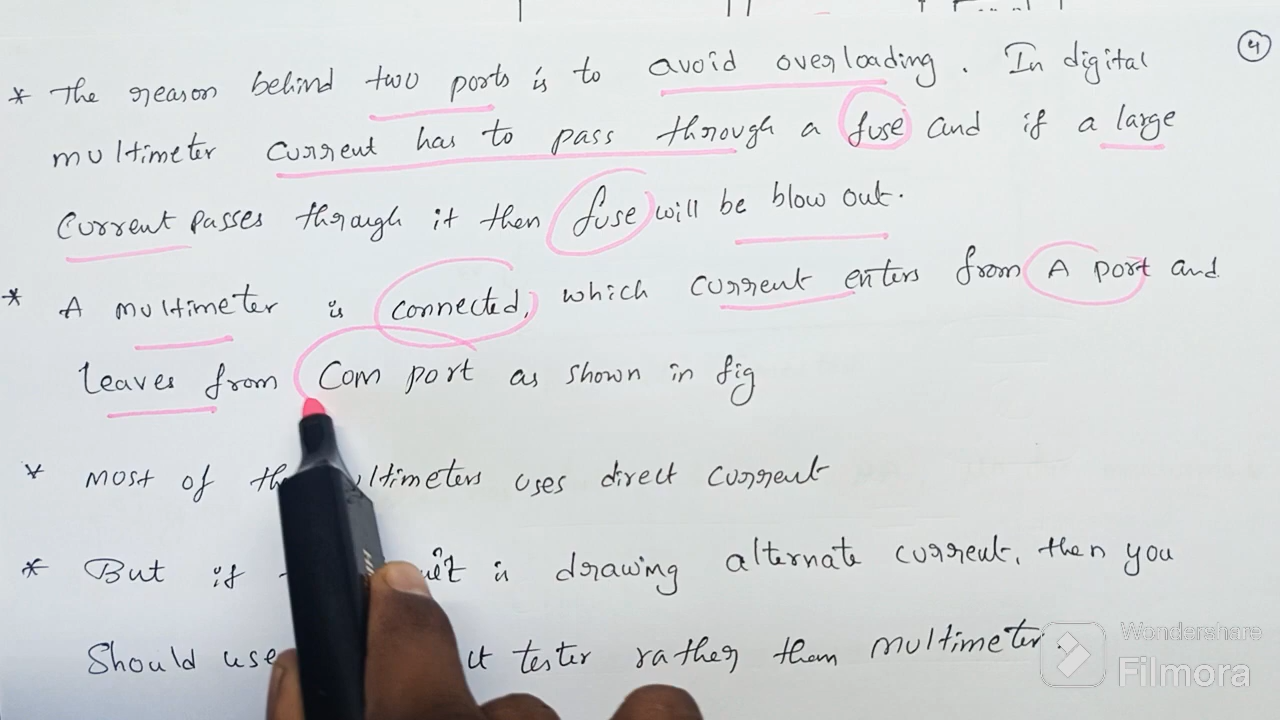 ④
* The reason behind two ports is to avoid overloading. In digital
multimeter current has to pass through a fuse and if a large
Current passes through it then fuse will be blow out.
* A multimeter is connected, which current enters from A port and
leaves from Com port as shown in fig
* most of multimeters uses direct current
* But if is drawing alternate current, then you
Should use tester rather than multimeter.
Wondershare
Filmora